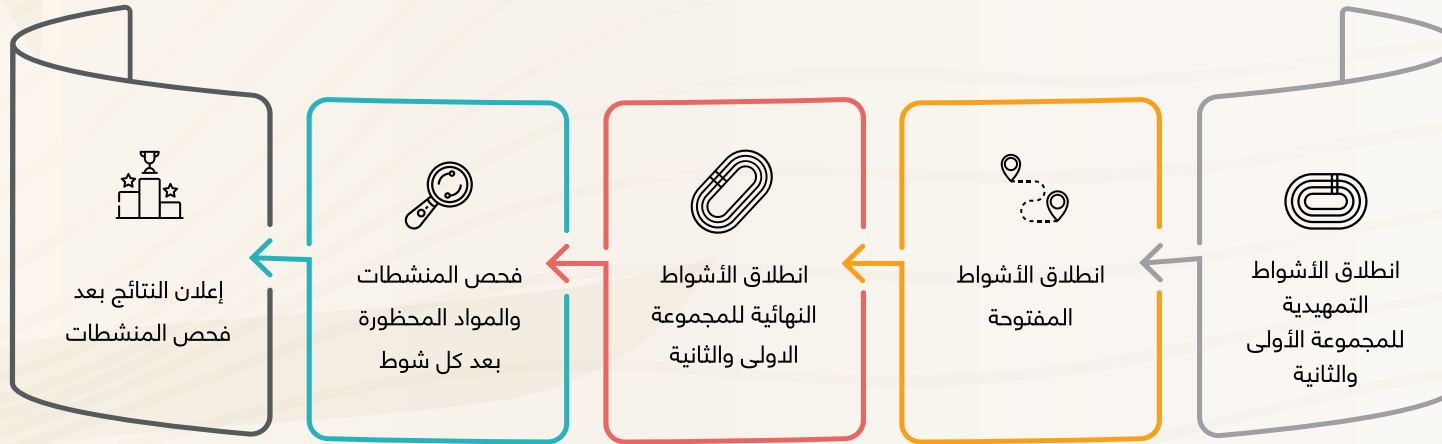 انطلاق الأشواط
التمهيدية
للمجموعة الأولى
والثانية
انطلاق الأشواط
المفتوحة
انطلاق الأشواط
النهائية للمجموعة
الاولى والثانية
فحص المنشطات
والمواد المحظورة
بعد كل شوط
إعلان النتائج بعد
فحص المنشطات